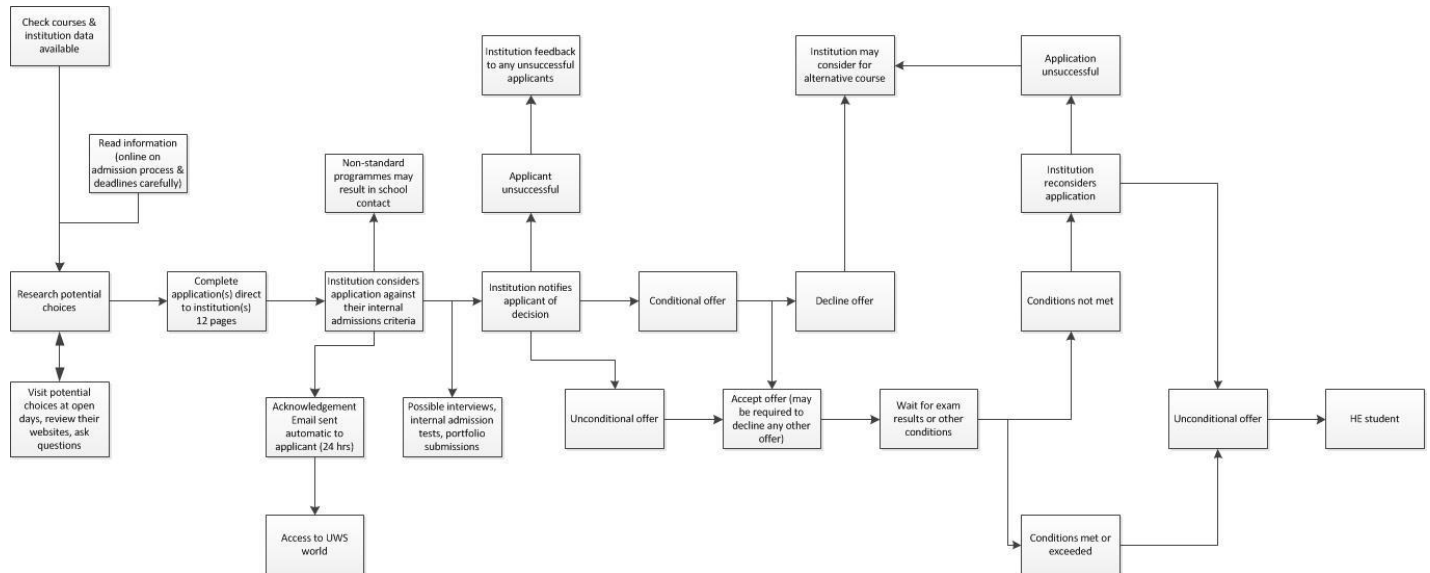 Check courses &
institution data
available
Institution feedback
to any unsuccessful
applicants
Institution may
consider for
alternative course
Application
unsuccessful
Read information
(online on
admission process &
deadlines carefully)
Non-standard
programmes may
result in school
contact
Applicant
unsuccessful
Institution
reconsiders
application
Research potential
choices
Complete
application(s) direct
to institution(s)
12 pages
Institution considers
application against
their internal
admissions criteria
Institution notifies
applicant of
decision
Conditional offer
Decline offer
Conditions not met
Visit potential
choices at open
days, review their
websites, ask
questions
Acknowledgement
Email sent
automatic to
applicant (24 hrs)
Possible interviews,
internal admission
tests, portfolio
submissions
Unconditional offer
Accept offer (may
be required to
decline any other
offer)
Wait for exam
results or other
conditions
Unconditional offer
HE student
Access to UWS
world
Conditions met or
exceeded